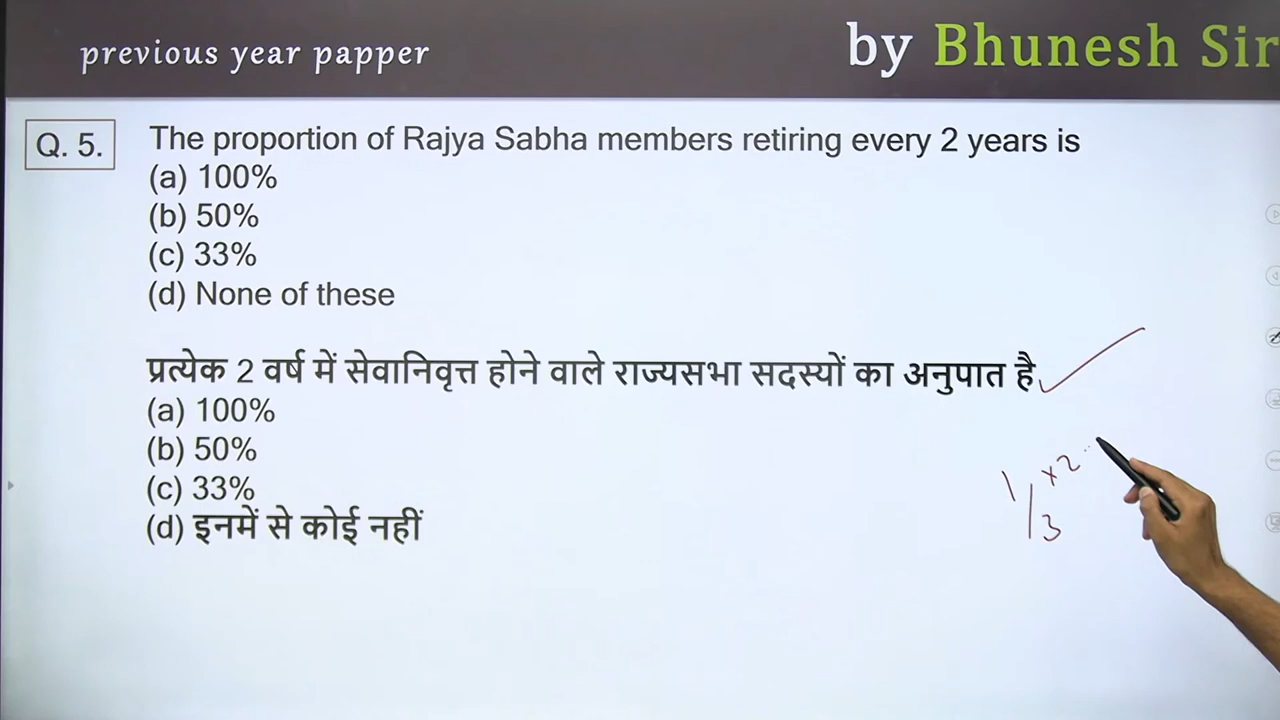 previous year papper
by Bhunesh Sir
Q. 5. The proportion of Rajya Sabha members retiring every 2 years is
(a) 100%
(b) 50%
(c) 33%
(d) None of these
प्रत्येक 2 वर्ष में सेवानिवृत्त होने वाले राज्यसभा सदस्यों का अनुपात है
(a) 100%
(b) 50%
(c) 33%
(d) इनमें से कोई नहीं
1/3 ×2